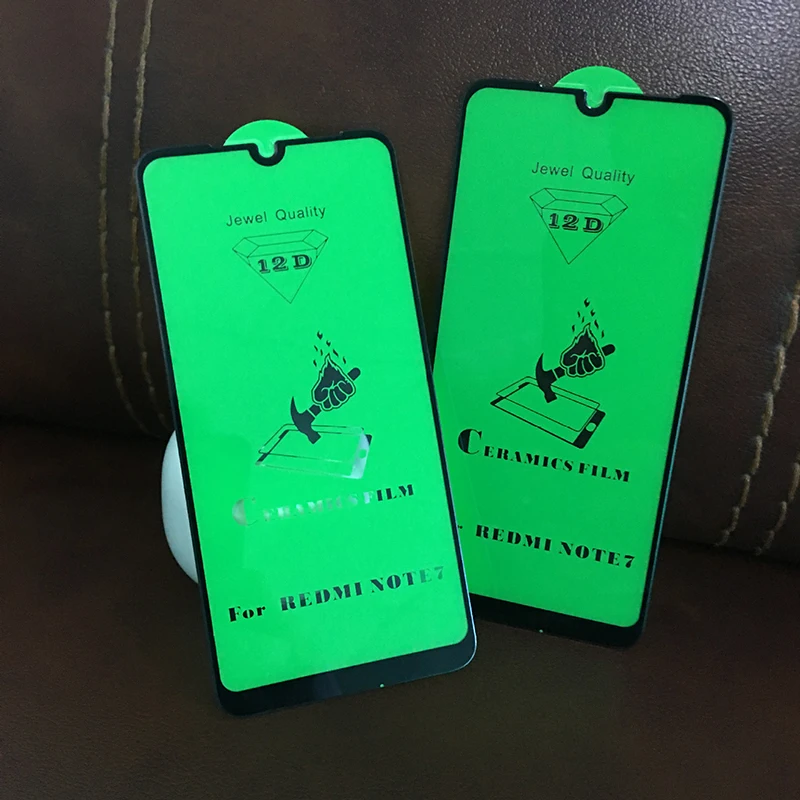 Jewel Quality
12D
CERAMICS FILM
For REDMI NOTE7
Jewel Quality
12D
CERAMICS FILM
REDMI NOTE7